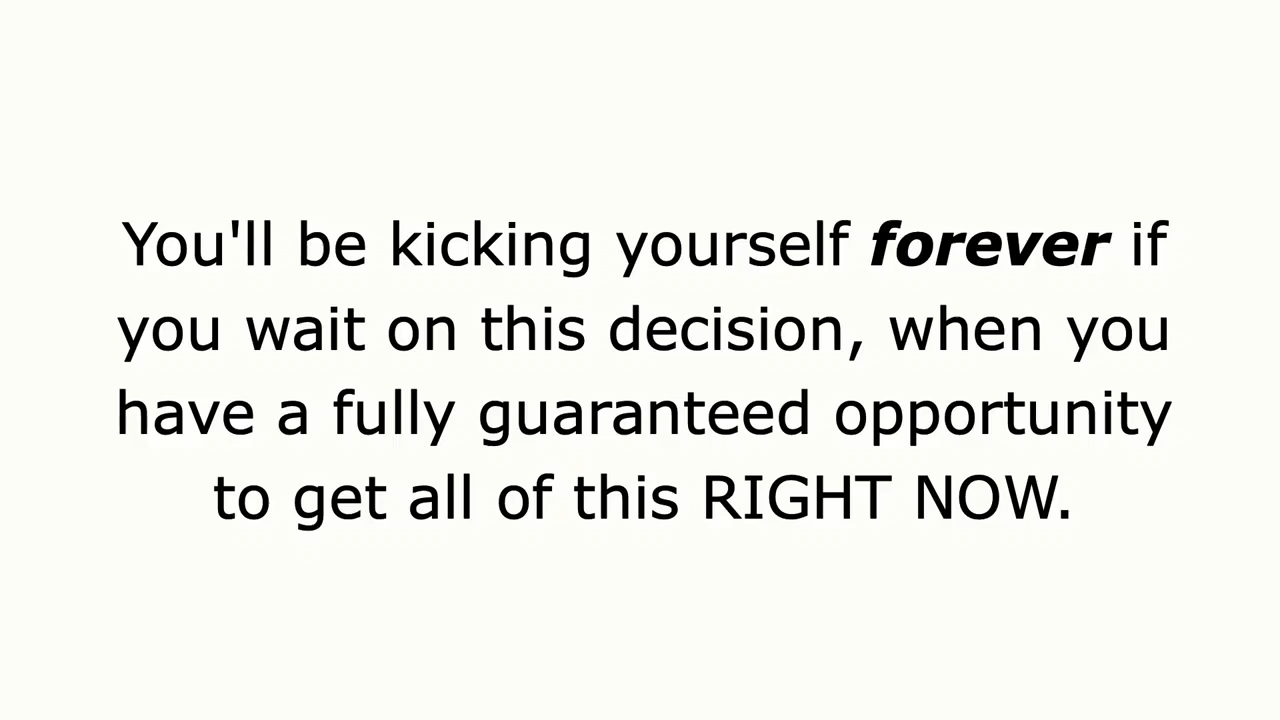 You'll be kicking yourself forever if
you wait on this decision, when you
have a fully guaranteed opportunity
to get all of this RIGHT NOW.